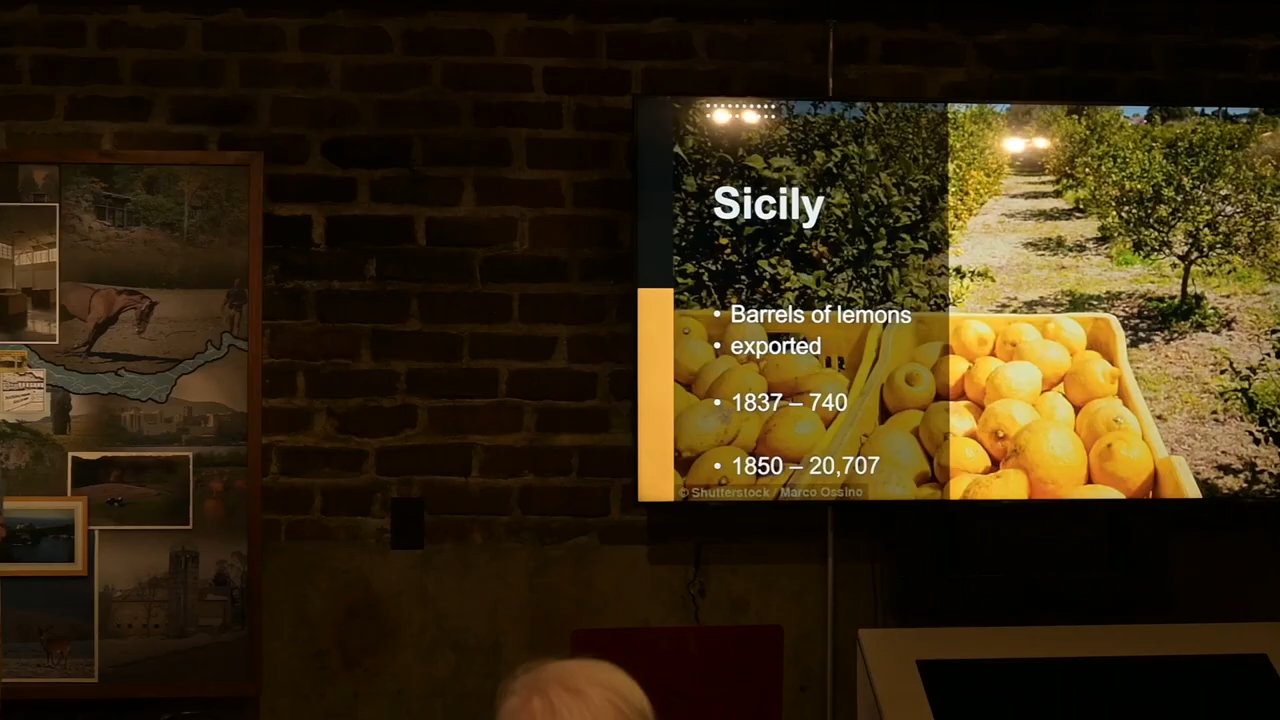 Sicily
• Barrels of lemons
• exported
• 1837 – 740
• 1850 – 20,707
© Shutterstock / Marco Ossino